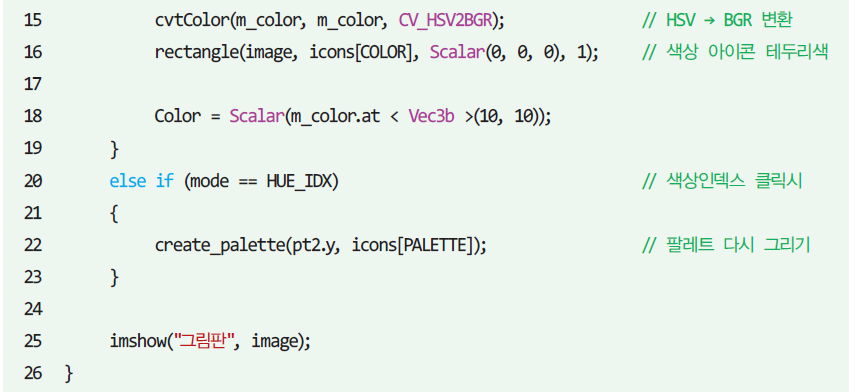 15 cvtColor(m_color, m_color, CV_HSV2BGR); // HSV → BGR 변환
16 rectangle(image, icons[COLOR], Scalar(0, 0, 0), 1); // 색상 아이콘 테두리색
17
18 Color = Scalar(m_color.at < Vec3b >(10, 10));
19 }
20 else if (mode == HUE_IDX) // 색상인덱스 클릭시
21 {
22 create_palette(pt2.y, icons[PALETTE]); // 팔레트 다시 그리기
23 }
24
25 imshow("그림판", image);
26 }